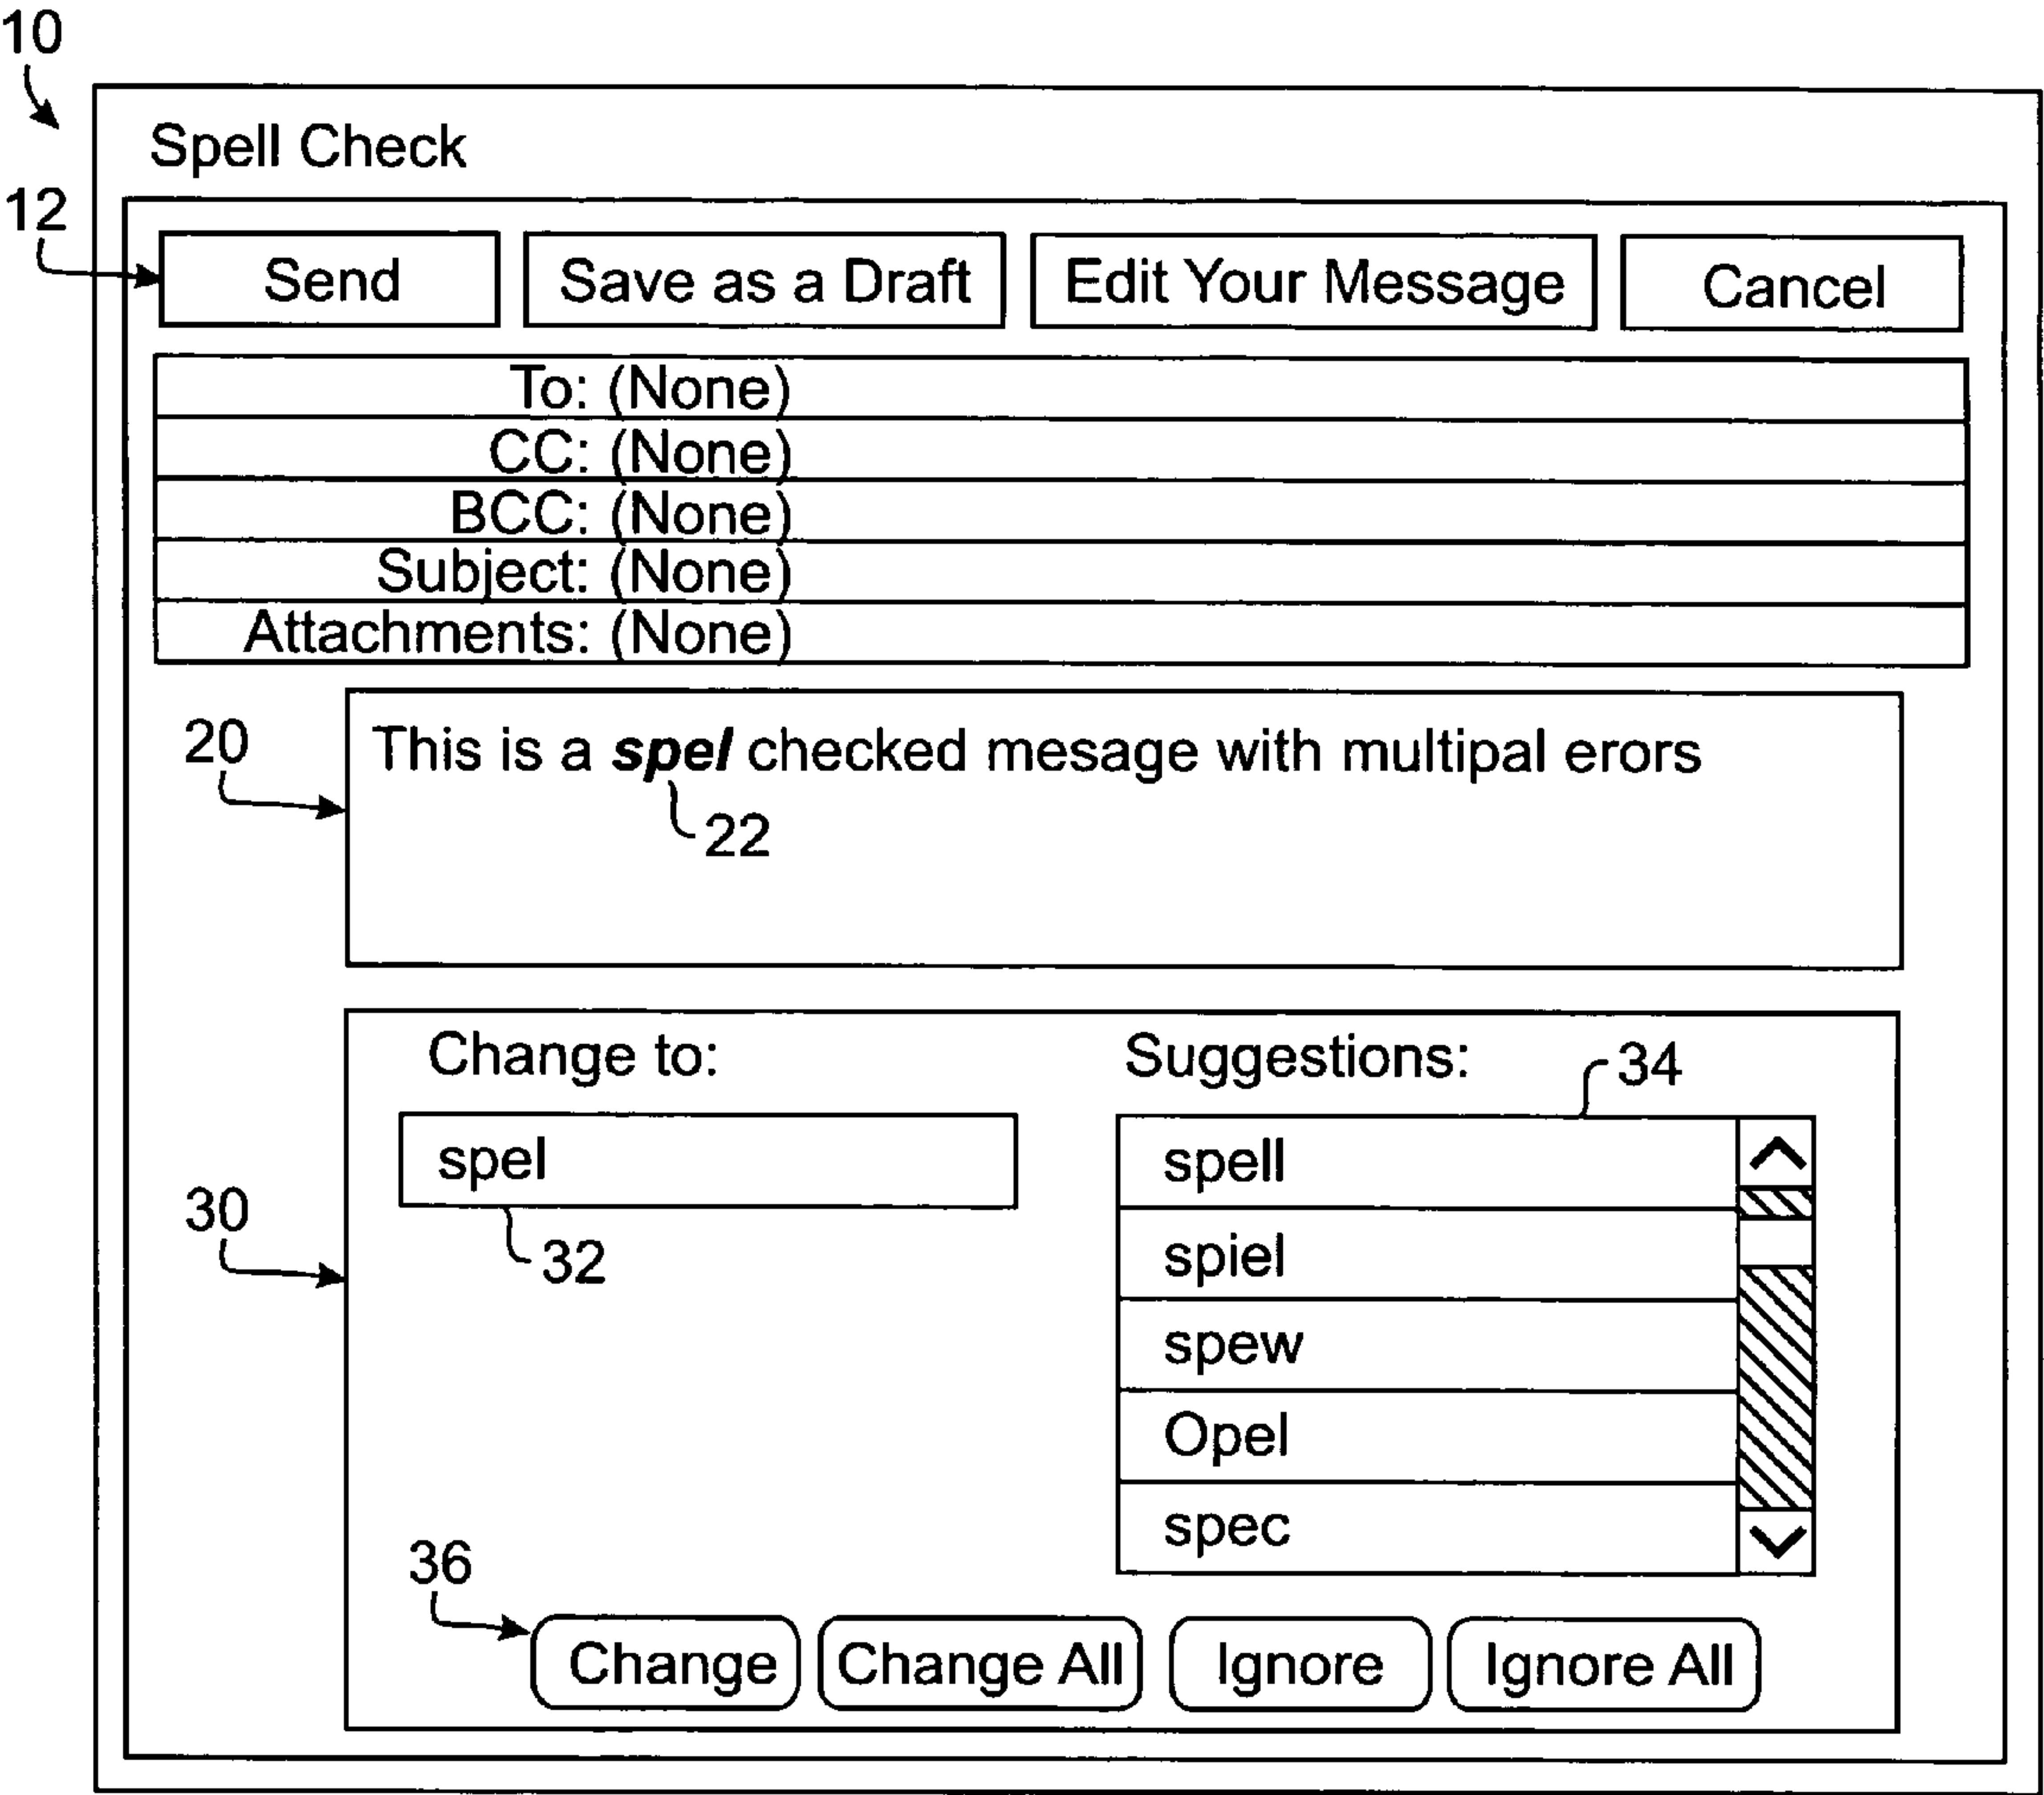 10
Spell Check
12
Send Save as a Draft Edit Your Message Cancel
To: (None)
CC: (None)
BCC: (None)
Subject: (None)
Attachments: (None)
20
This is a spel checked mesage with multipal erors
22
Change to: Suggestions: 34
spel spell
30
32
spiel
spew
Opel
spec
36
Change Change All Ignore Ignore All